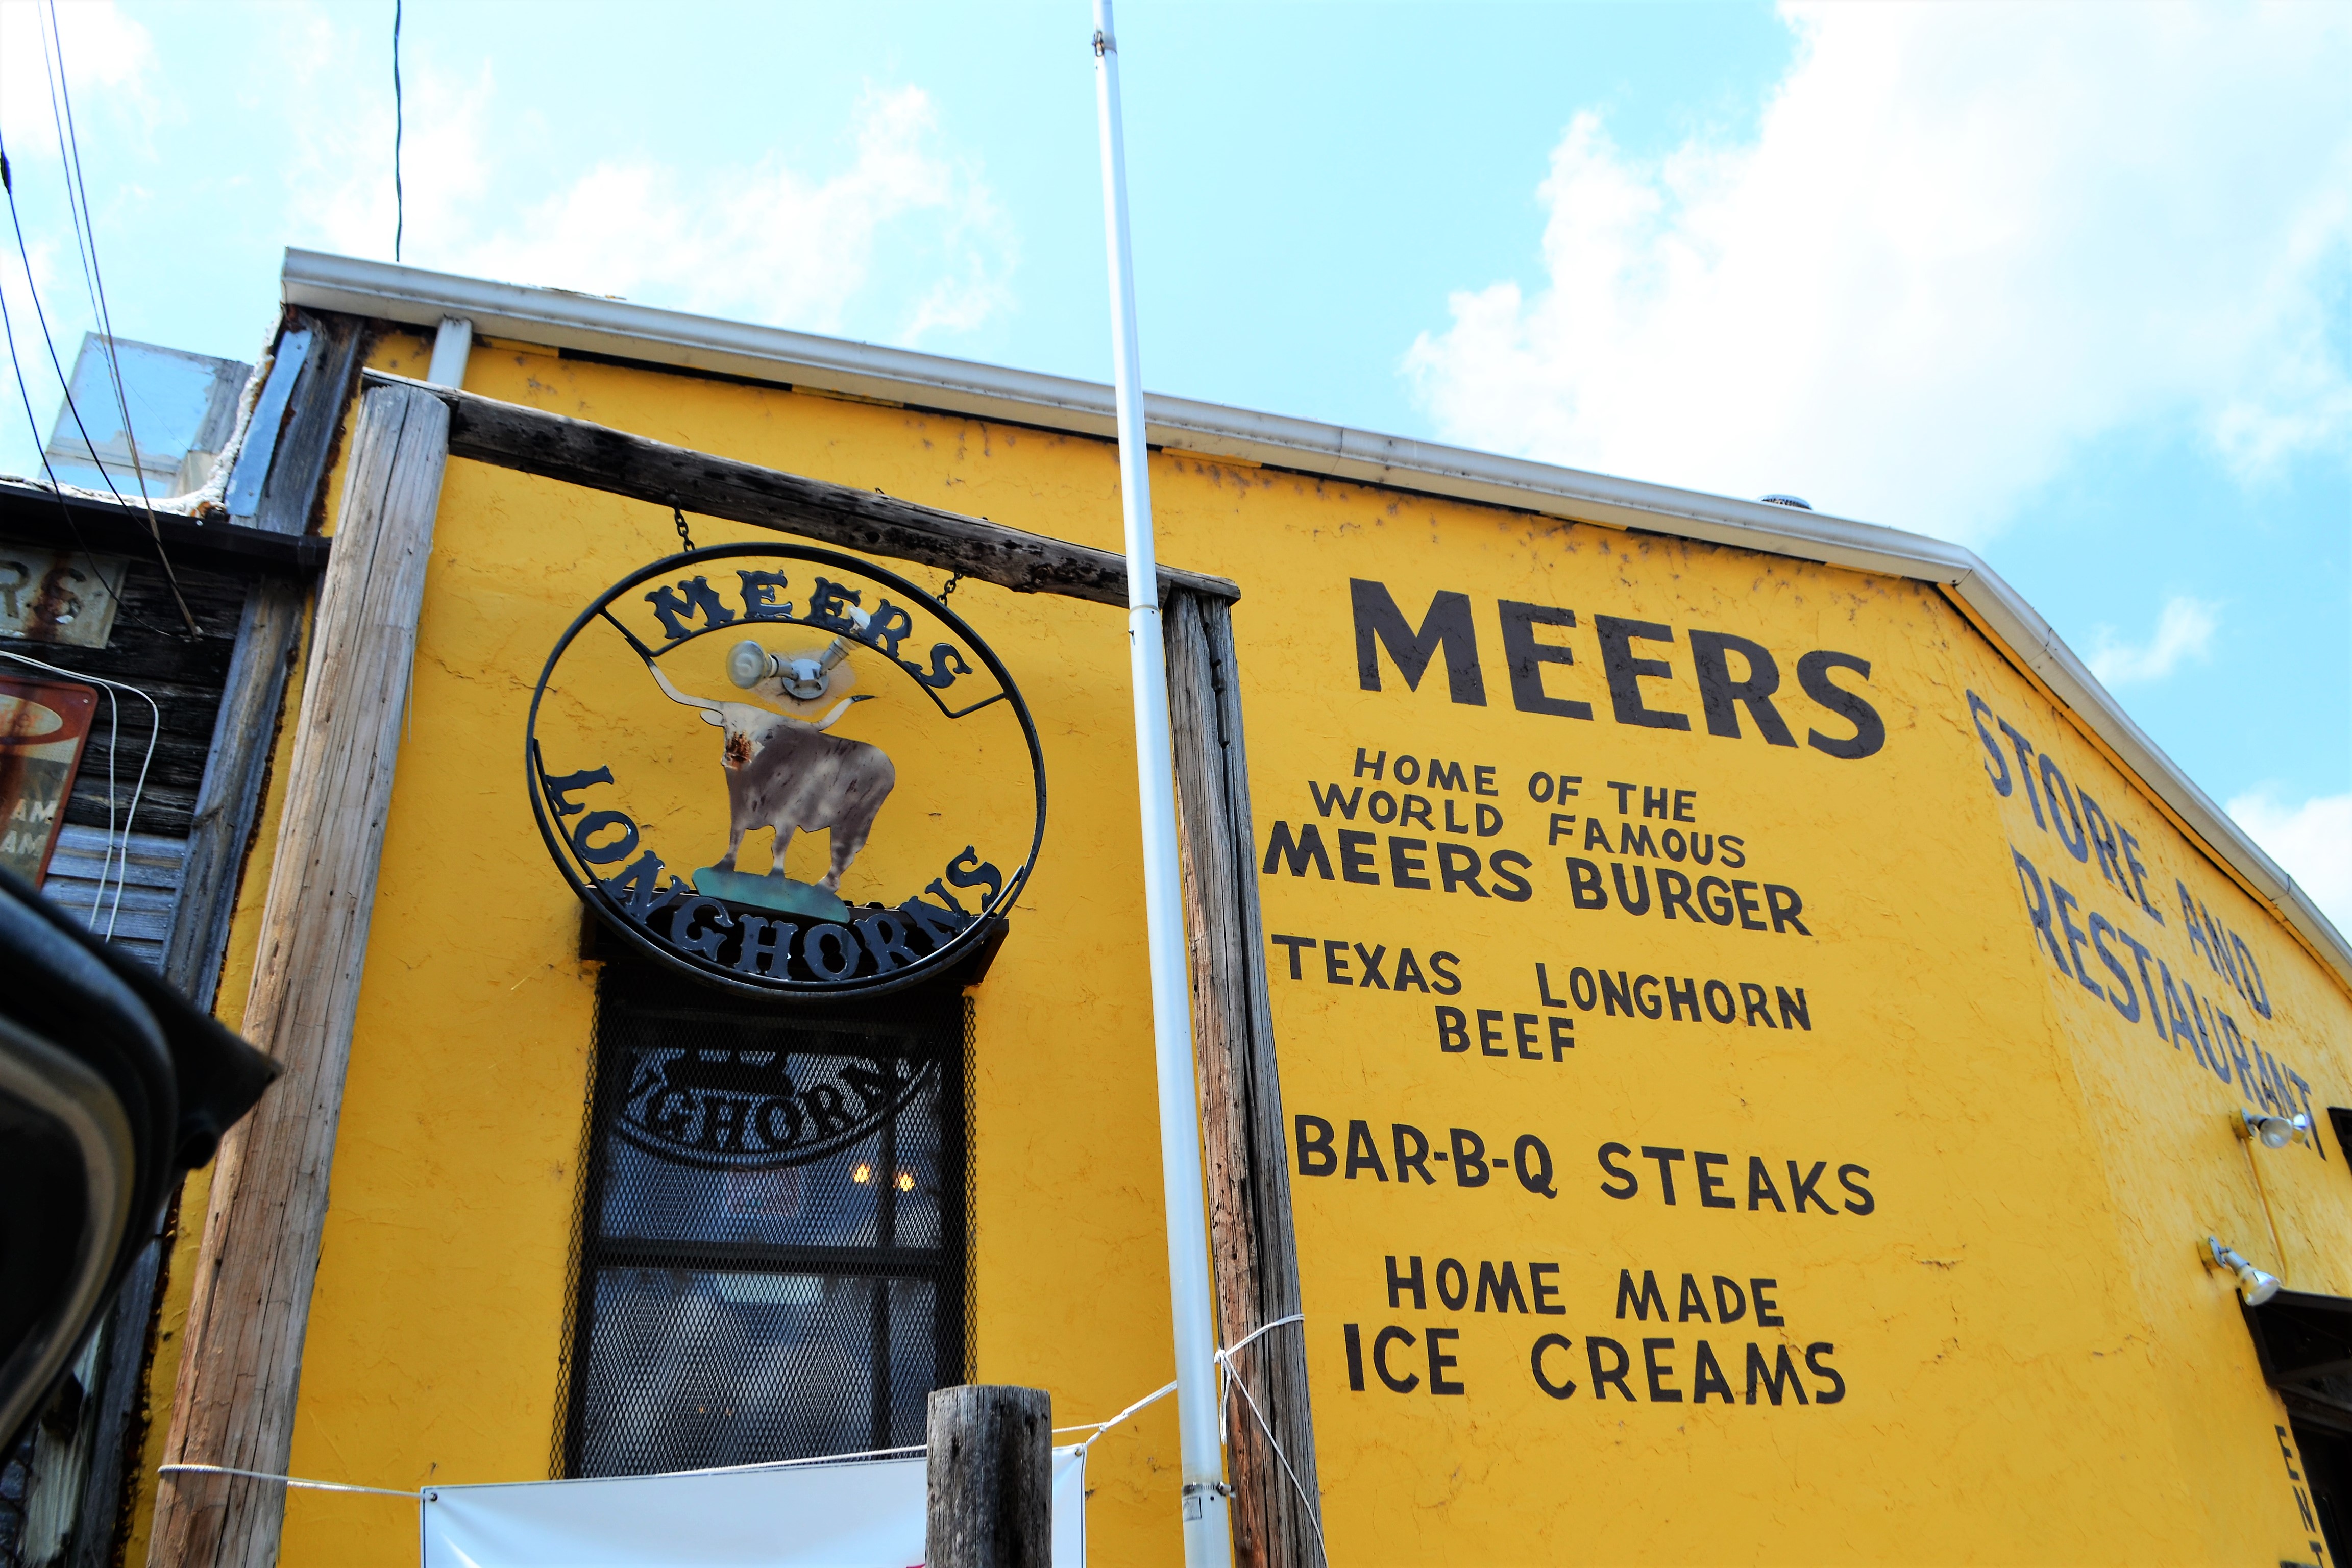 MEERS
LONGHORNS
MEERS
HOME OF THE
WORLD FAMOUS
MEERS BURGER
TEXAS LONGHORN
BEEF
BAR-B-Q STEAKS
HOME MADE
ICE CREAMS
STORE AND
RESTAURANT